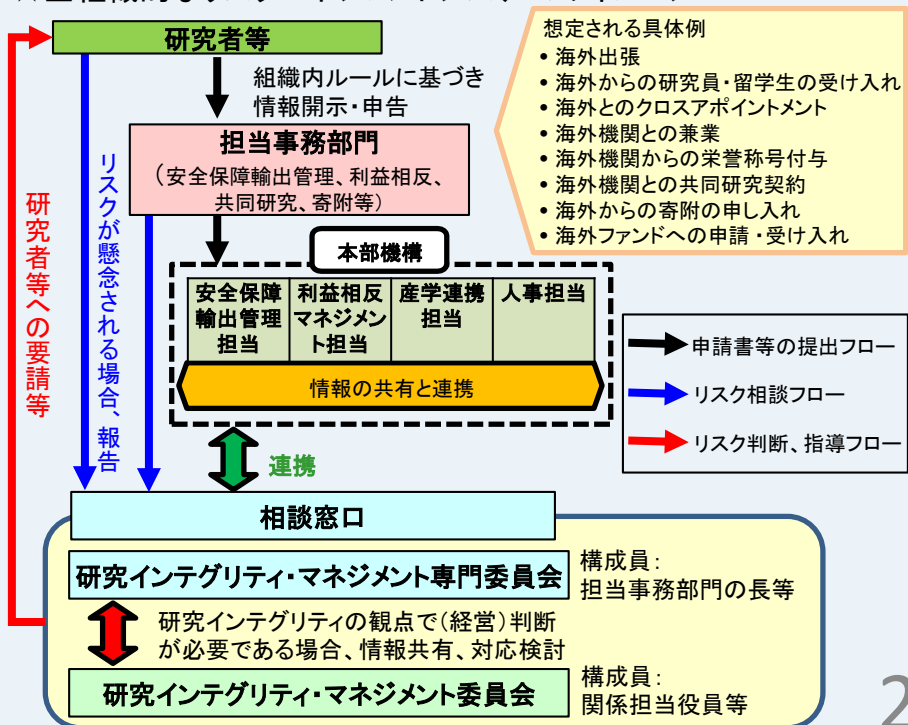 研究者等
組織内ルールに基づき
情報開示・申告
担当事務部門
（安全保障輸出管理、利益相反、
共同研究、寄附等）
想定される具体例
• 海外出張
• 海外からの研究員・留学生の受け入れ
• 海外とのクロスアポイントメント
• 海外機関との兼業
• 海外機関からの栄誉称号付与
• 海外機関との共同研究契約
• 海外からの寄附の申し入れ
• 海外ファンドへの申請・受け入れ
研究者等への要請等
リスクが懸念される場合、報告
本部機構
安全保障
輸出管理
担当
利益相反
マネジメン
ト担当
産学連携
担当
人事担当
情報の共有と連携
申請書等の提出フロー
リスク相談フロー
リスク判断、指導フロー
連携
相談窓口
研究インテグリティ・マネジメント専門委員会
構成員：
担当事務部門の長等
研究インテグリティの観点で（経営）判断
が必要である場合、情報共有、対応検討
研究インテグリティ・マネジメント委員会
構成員：
関係担当役員等
2